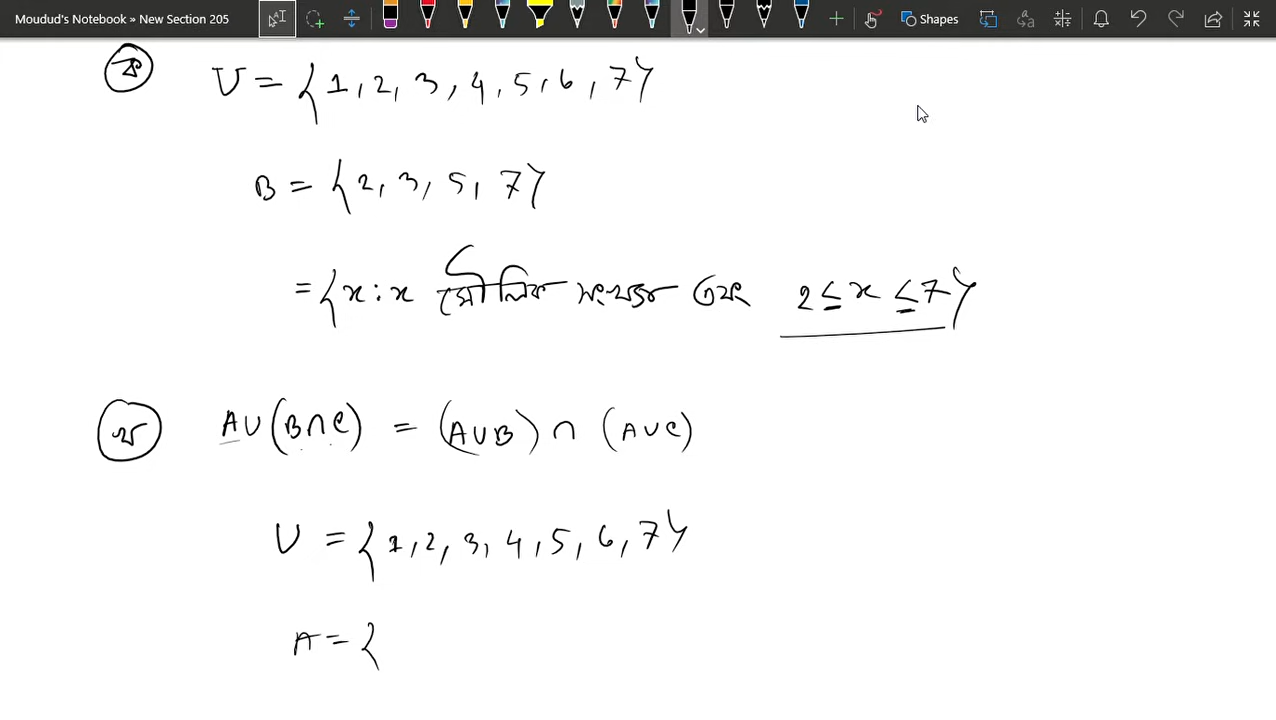 Moudud's Notebook » New Section 205
Shapes
ক U = {1, 2, 3, 4, 5, 6, 7}
B = {2, 3, 5, 7}
= {x : x মৌলিক সংখ্যা এবং 2 ≤ x ≤ 7}
খ A∪(B∩C) = (A∪B) ∩ (A∪C)
U = {1, 2, 3, 4, 5, 6, 7}
A = {